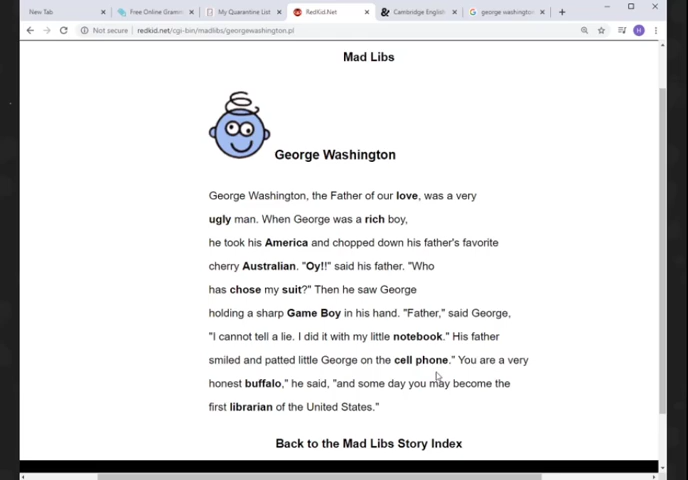 New Tab
Free Online Gramm
My Quarantine List
RedKid.Net
Cambridge English
george washington
Not secure | redkid.net/cgi-bin/madlibs/georgewashington.pl
H
Mad Libs
George Washington
George Washington, the Father of our love, was a very
ugly man. When George was a rich boy,
he took his America and chopped down his father's favorite
cherry Australian. "Oy!!" said his father. "Who
has chose my suit?" Then he saw George
holding a sharp Game Boy in his hand. "Father," said George,
"I cannot tell a lie. I did it with my little notebook." His father
smiled and patted little George on the cell phone." You are a very
honest buffalo," he said, "and some day you may become the
first librarian of the United States."
Back to the Mad Libs Story Index